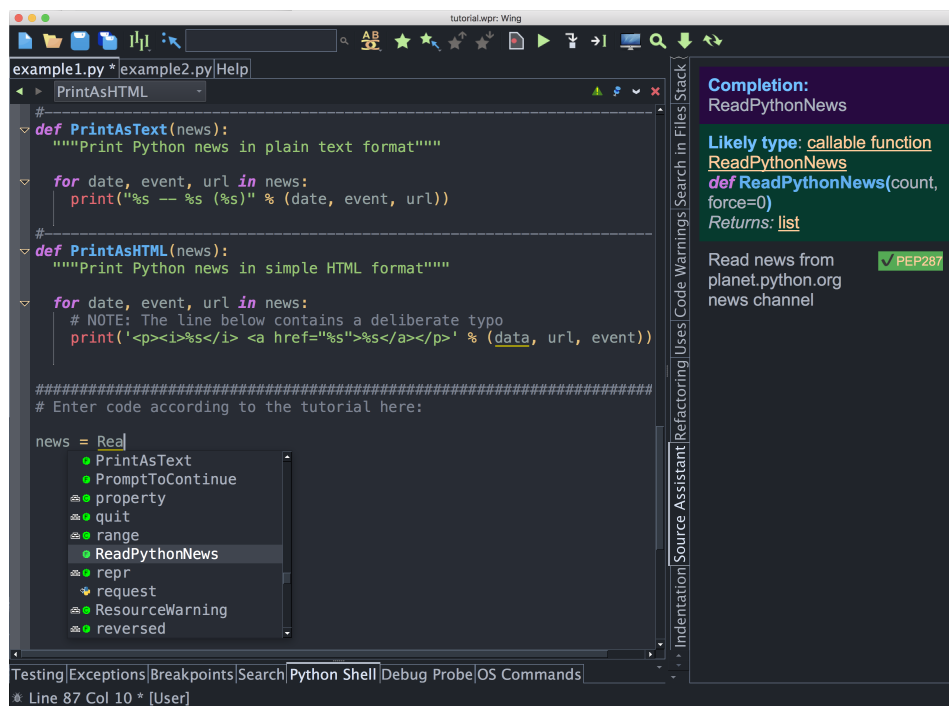 tutorial.wpr: Wing
example1.py * example2.py Help
PrintAsHTML
#----------------------------------------------------------------------
def PrintAsText(news):
"""Print Python news in plain text format"""
for date, event, url in news:
print("%s -- %s (%s)" % (date, event, url))
#----------------------------------------------------------------------
def PrintAsHTML(news):
"""Print Python news in simple HTML format"""
for date, event, url in news:
# NOTE: The line below contains a deliberate typo
print('<p><i>%s</i> <a href="%s">%s</a></p>' % (data, url, event))
######################################################################
# Enter code according to the tutorial here:
news = Rea
PrintAsText
PromptToContinue
property
quit
range
ReadPythonNews
repr
request
ResourceWarning
reversed
Stack
Search in Files
Code Warnings
Uses
Refactoring
Source Assistant
Indentation
Completion:
ReadPythonNews
Likely type: callable function
ReadPythonNews
def ReadPythonNews(count,
force=0)
Returns: list
Read news from
planet.python.org
news channel
✓PEP287
Testing Exceptions Breakpoints Search Python Shell Debug Probe OS Commands
Line 87 Col 10 * [User]